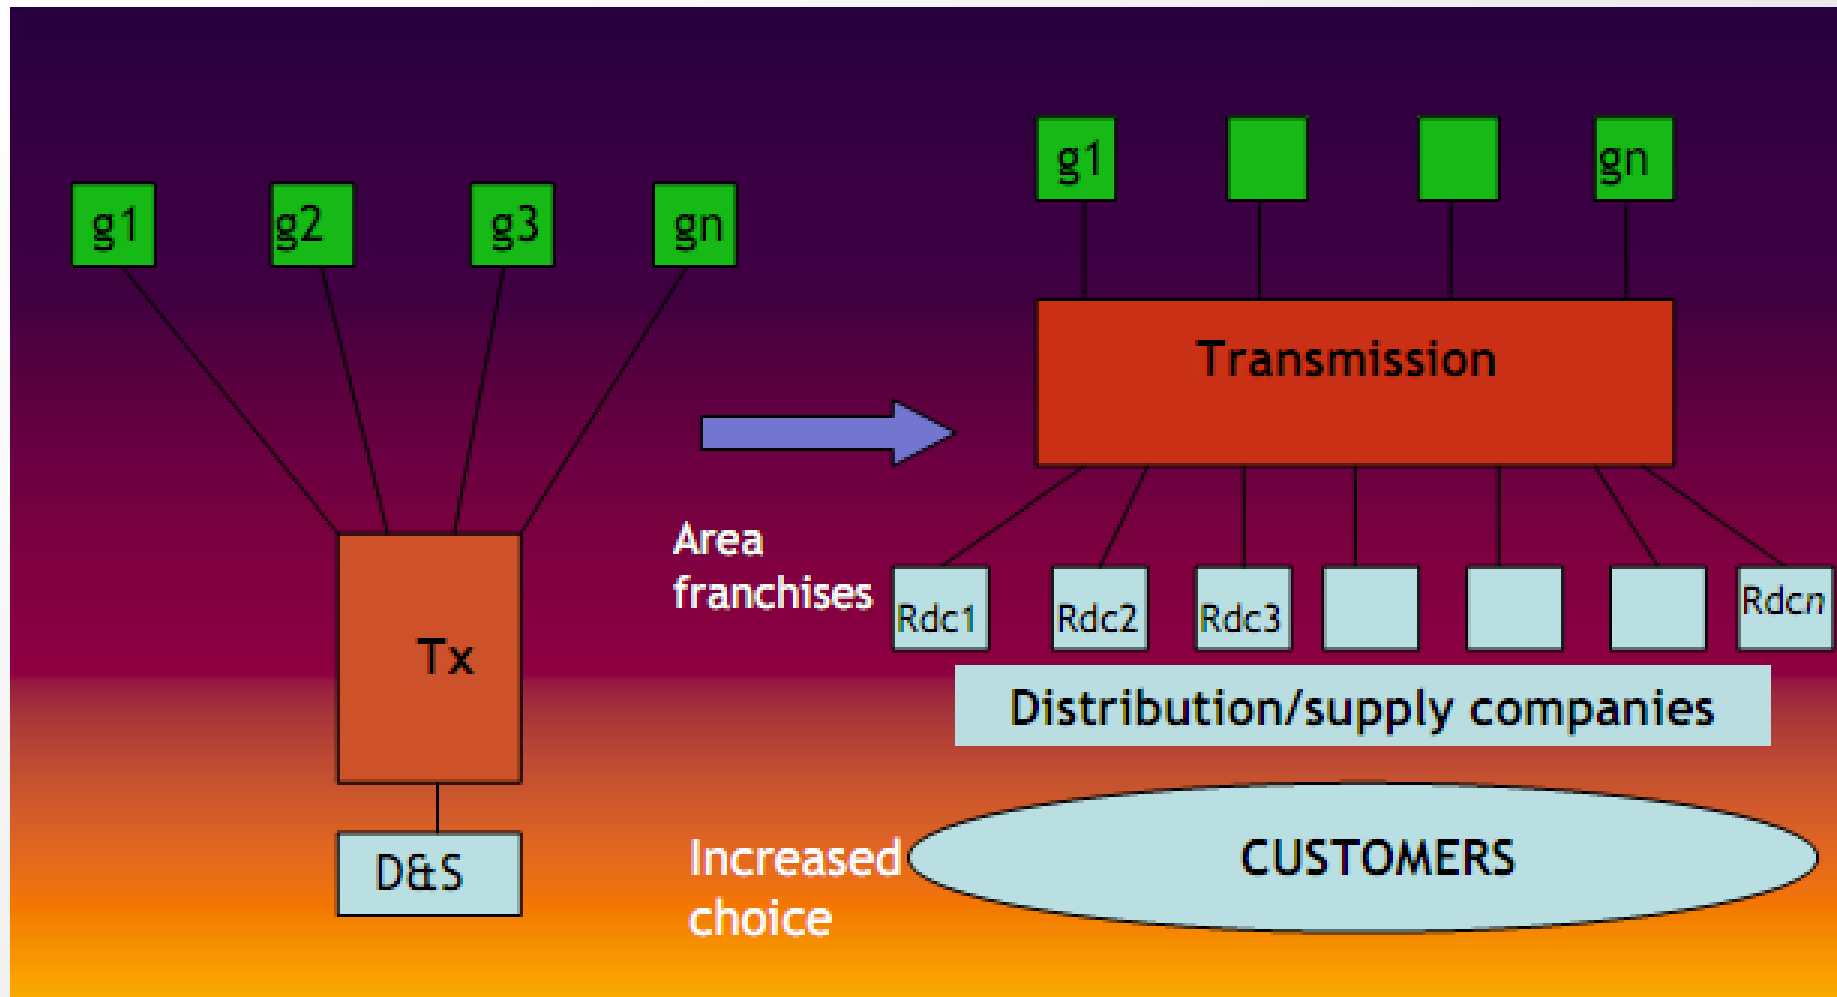 g1
g2
g3
gn
Tx
D&S
g1
gn
Transmission
Area
franchises
Rdc1
Rdc2
Rdc3
Rdcn
Distribution/supply companies
Increased
choice
CUSTOMERS